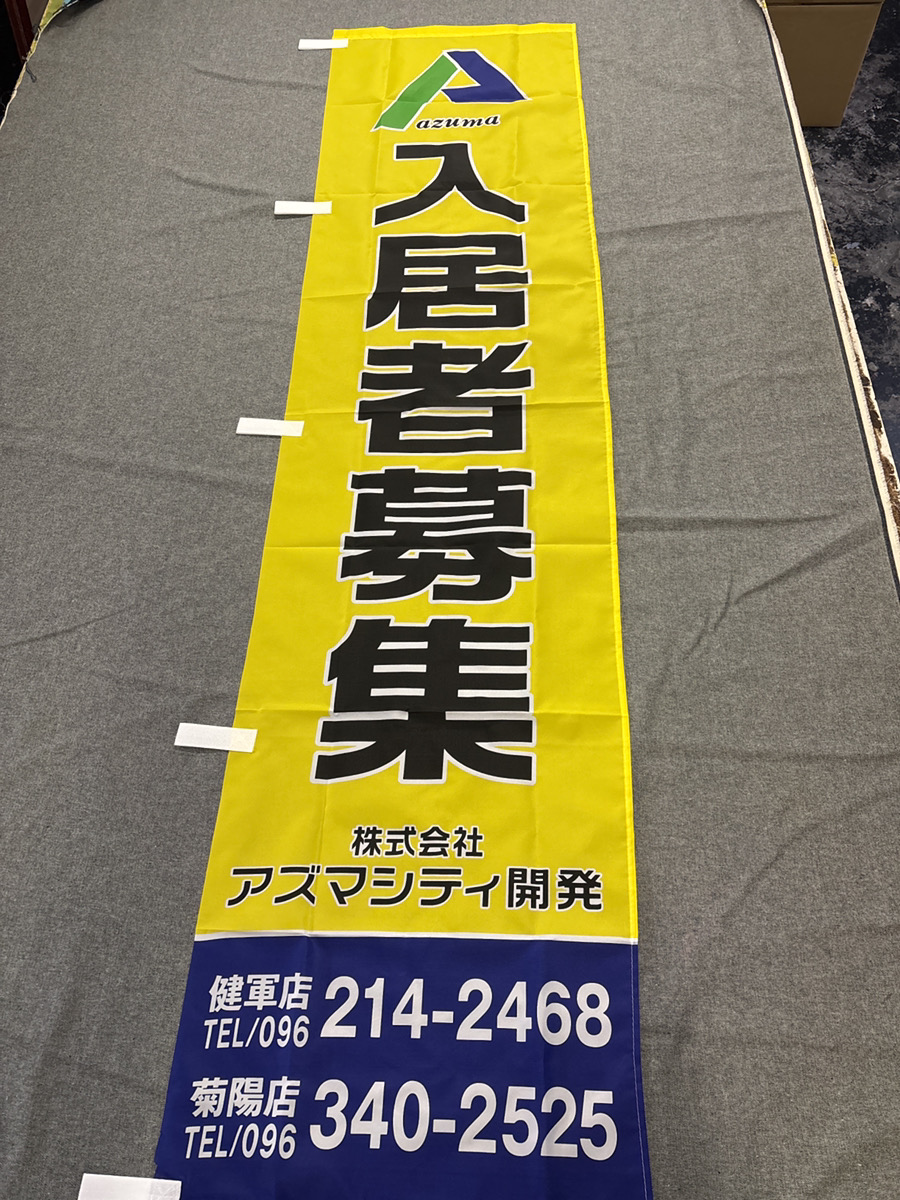 azuma
入居者募集
株式会社
アズマシティ開発
健軍店
TEL/096 214-2468
菊陽店
TEL/096 340-2525